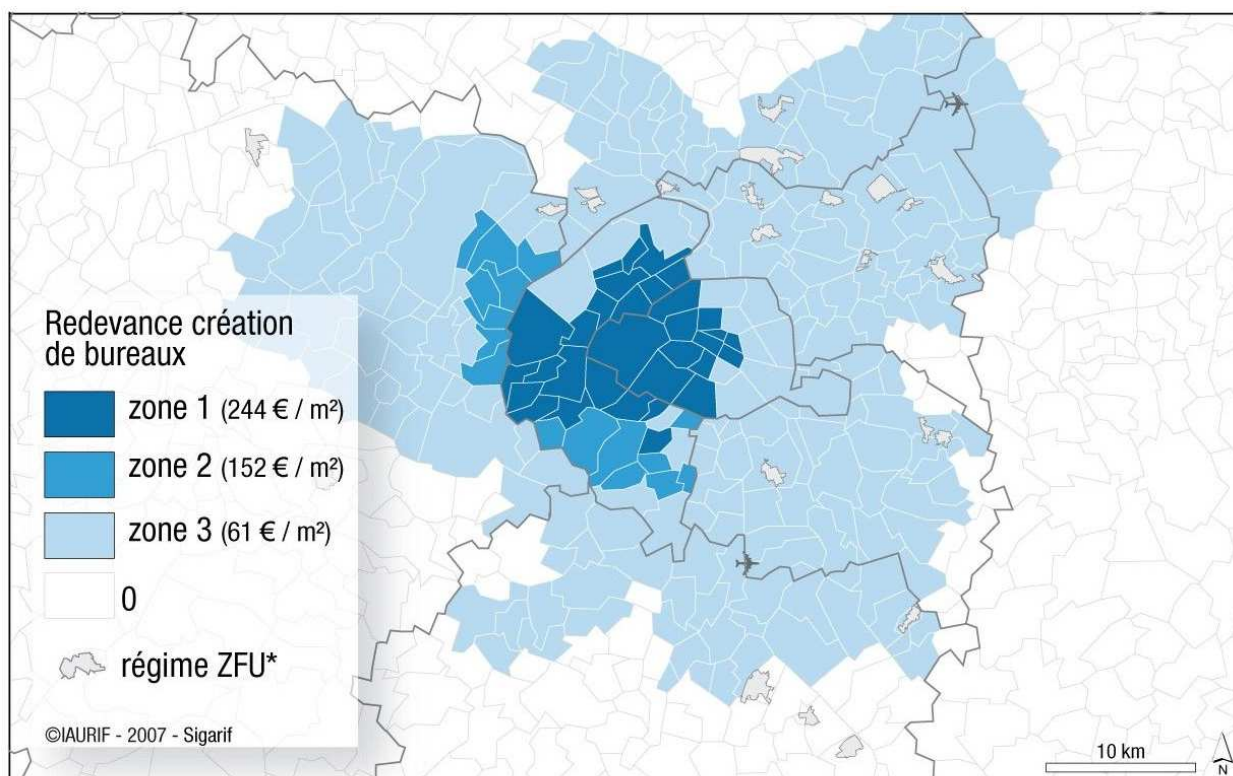 Redevance création
de bureaux
zone 1 (244 € / m²)
zone 2 (152 € / m²)
zone 3 (61 € / m²)
0
régime ZFU*
©IAURIF - 2007 - Sigarif
10 km
N